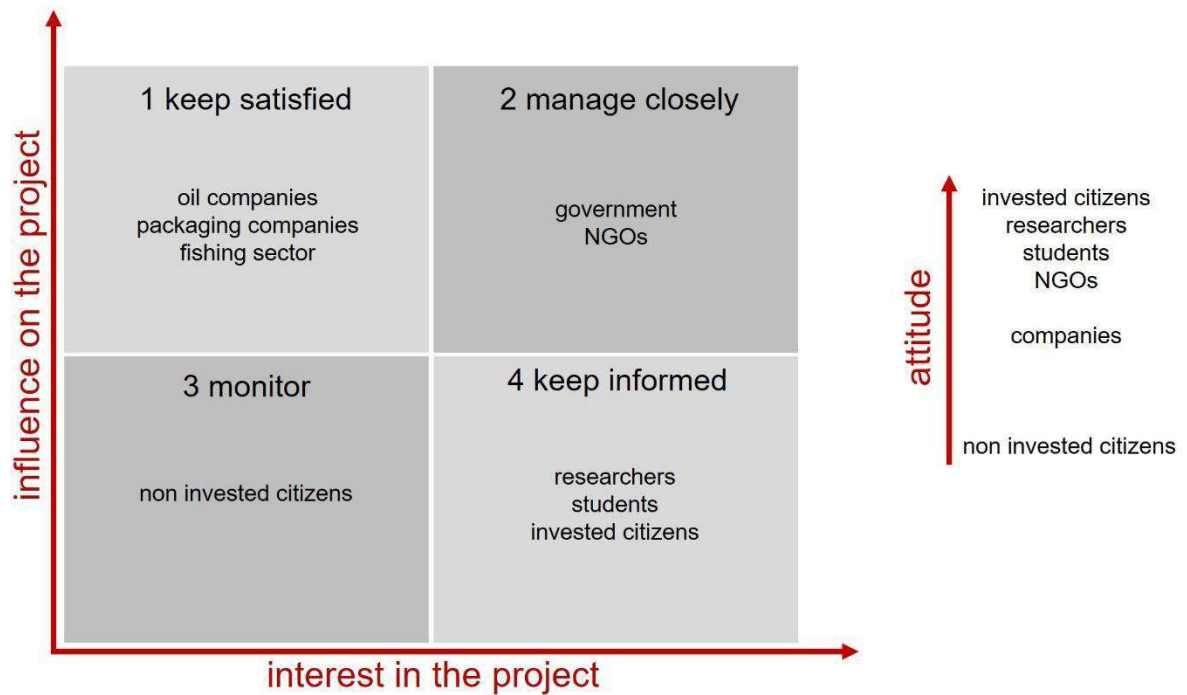 influence on the project
1 keep satisfied
oil companies
packaging companies
fishing sector
2 manage closely
government
NGOs
3 monitor
non invested citizens
4 keep informed
researchers
students
invested citizens
interest in the project
attitude
invested citizens
researchers
students
NGOs
companies
non invested citizens